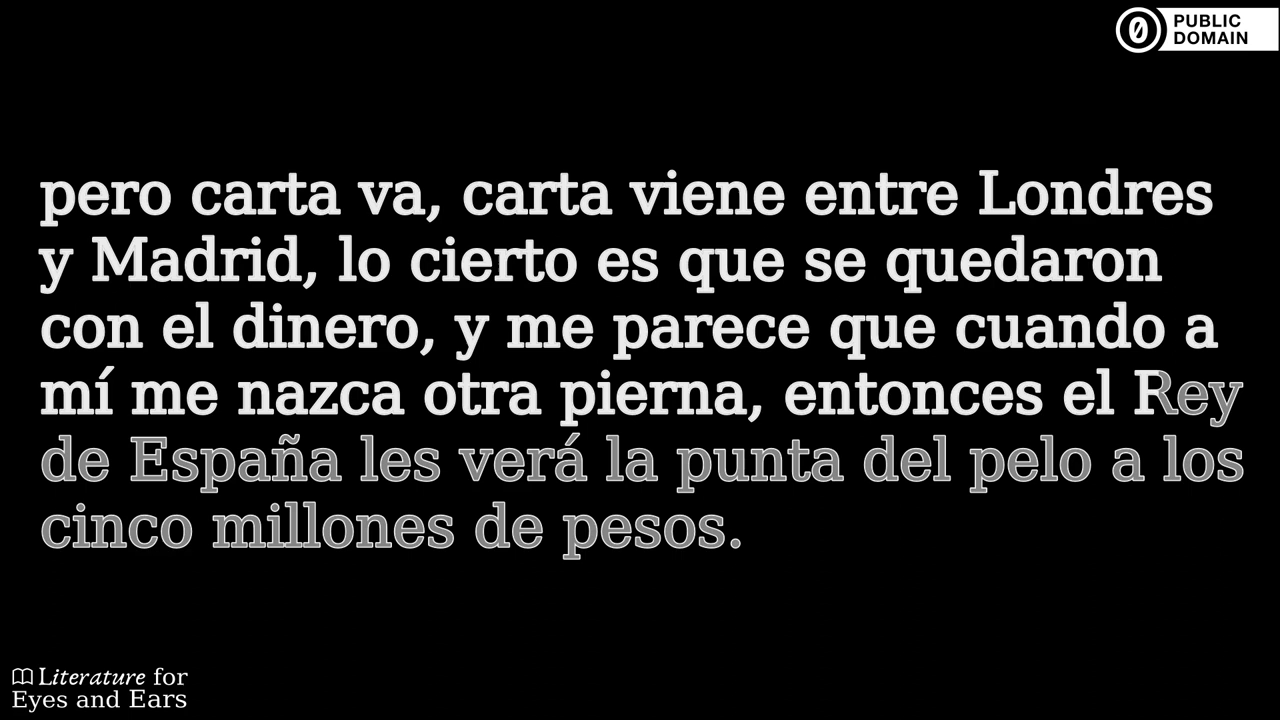 PUBLIC
DOMAIN
pero carta va, carta viene entre Londres
y Madrid, lo cierto es que se quedaron
con el dinero, y me parece que cuando a
mí me nazca otra pierna, entonces el Rey
de España les verá la punta del pelo a los
cinco millones de pesos.
Literature for
Eyes and Ears